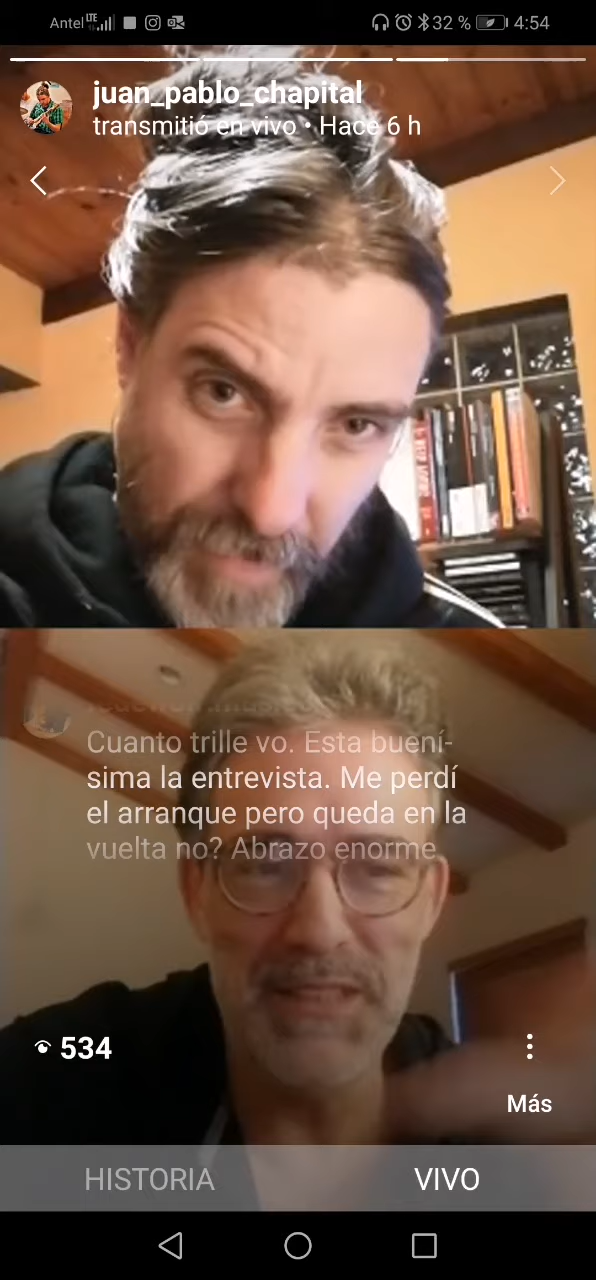 Antel LTE 32 % 4:54
juan_pablo_chapital
transmitió en vivo • Hace 6 h
Cuanto trille vo. Esta buení-
sima la entrevista. Me perdí
el arranque pero queda en la
vuelta no? Abrazo enorme
534
Más
HISTORIA VIVO